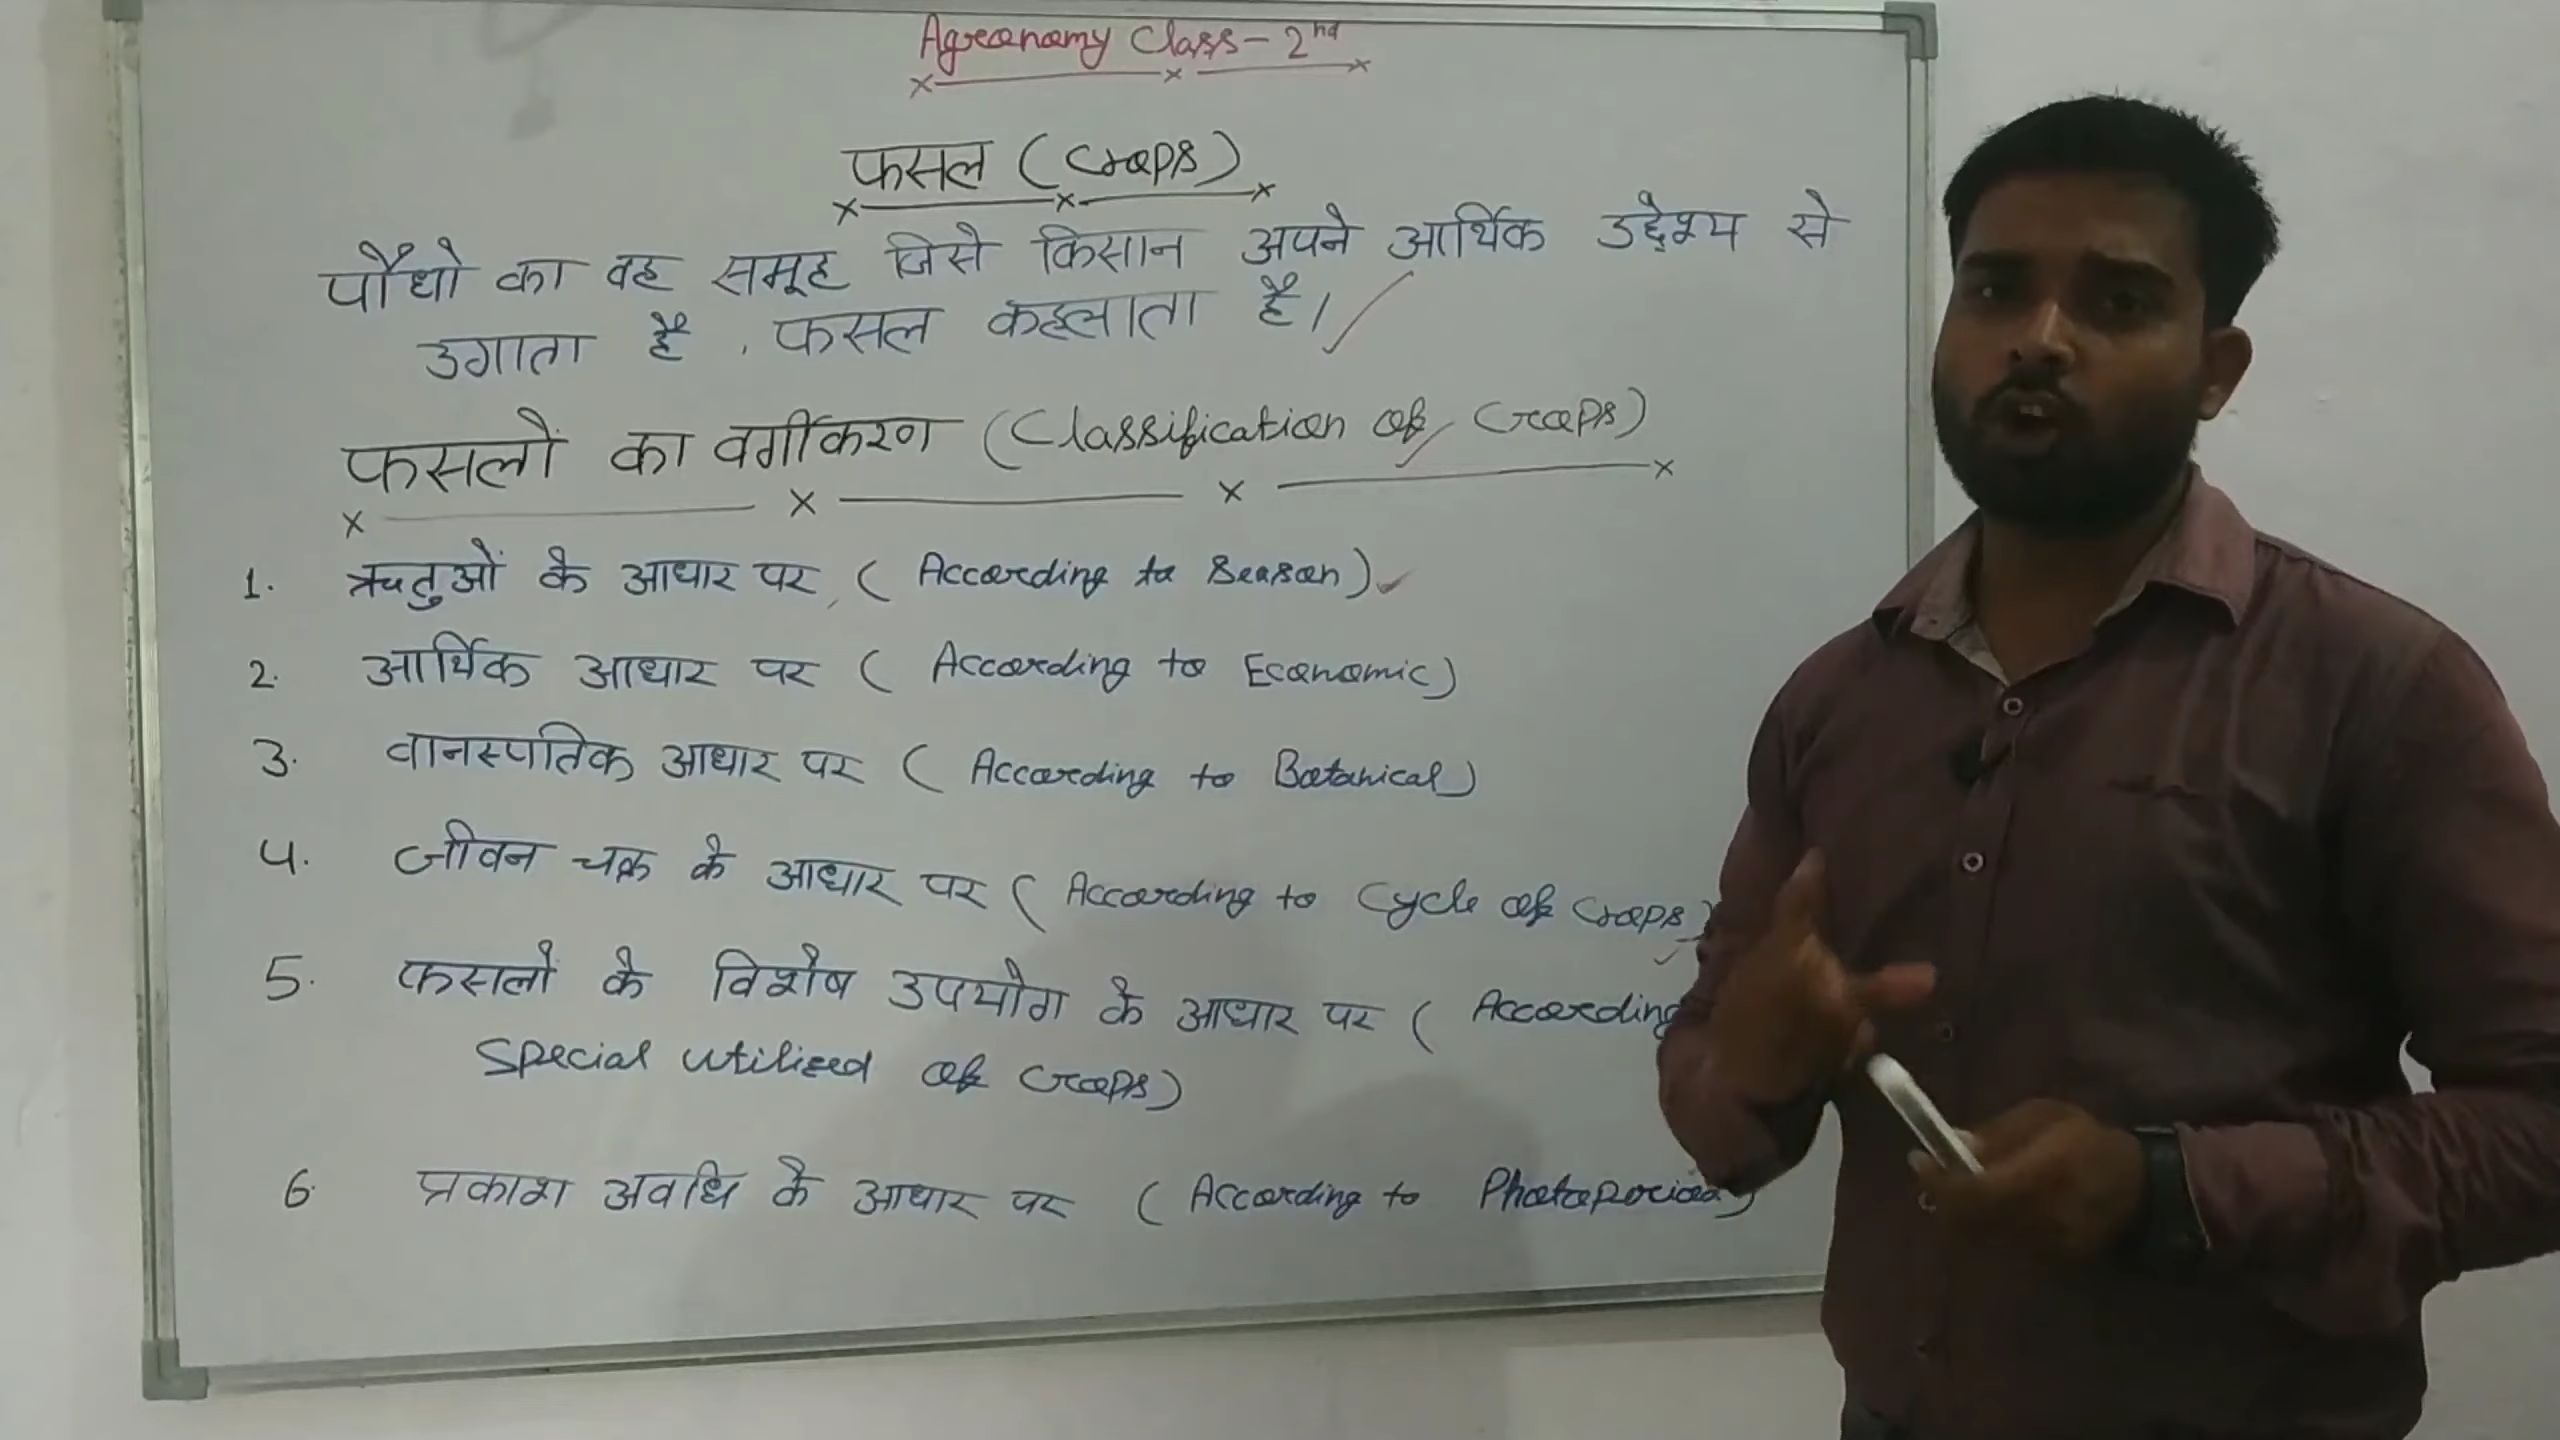 Agronomy Class - 2nd
फसल (Crops)
पौधो का वह समूह जिसे किसान अपने आर्थिक उद्देश्य से
उगाता है, फसल कहलाता है।
फसलों का वर्गीकरण (Classification of Crops)
1. ऋतुओं के आधार पर (According to Season)
2. आर्थिक आधार पर (According to Economic)
3. वानस्पतिक आधार पर (According to Botanical)
4. जीवन चक्र के आधार पर (According to Cycle of Crops)
5. फसलो के विशेष उपयोग के आधार पर (According
Special Utilized of Crops)
6. प्रकाश अवधि के आधार पर (According to